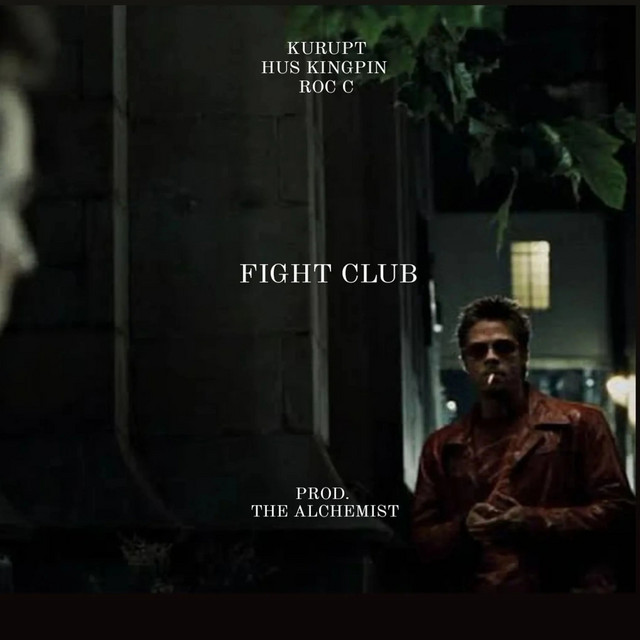 KURUPT
HUS KINGPIN
ROC C
FIGHT CLUB
PROD.
THE ALCHEMIST